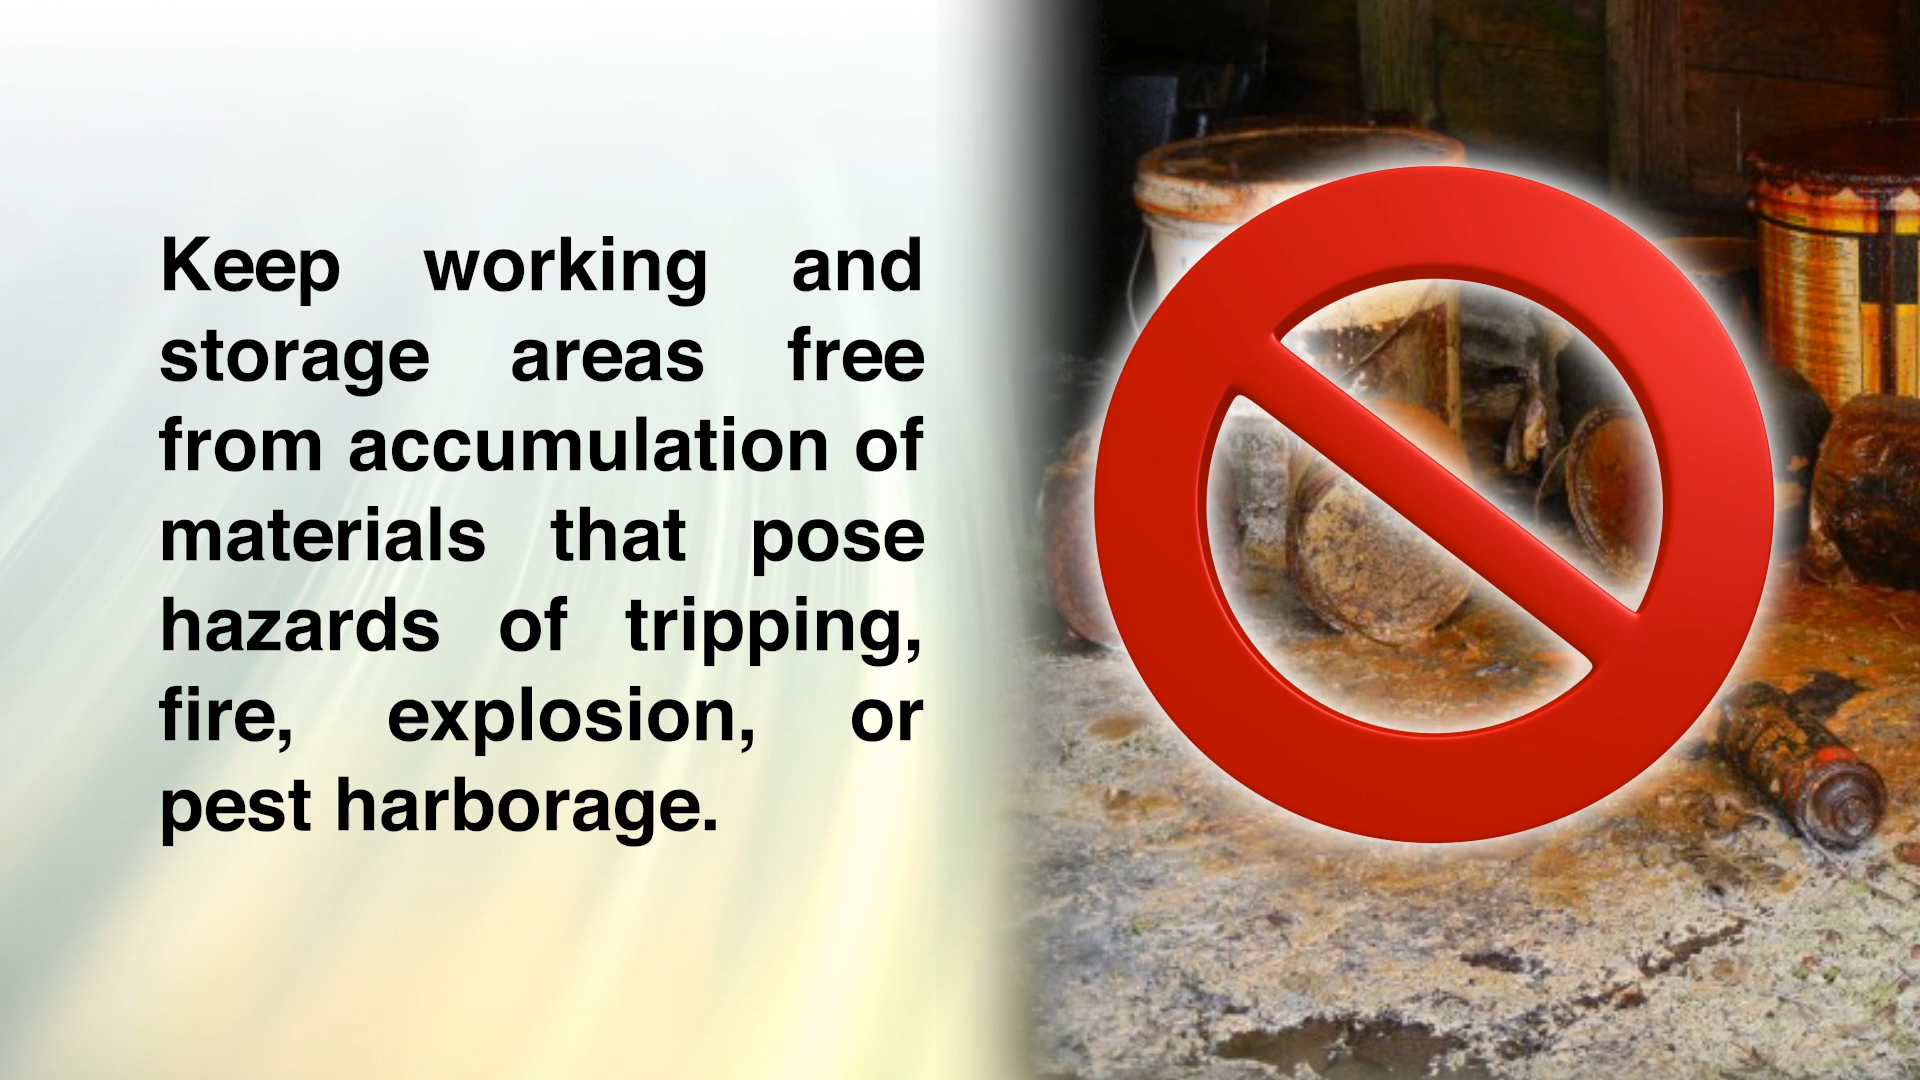 Keep working and
storage areas free
from accumulation of
materials that pose
hazards of tripping,
fire, explosion, or
pest harborage.